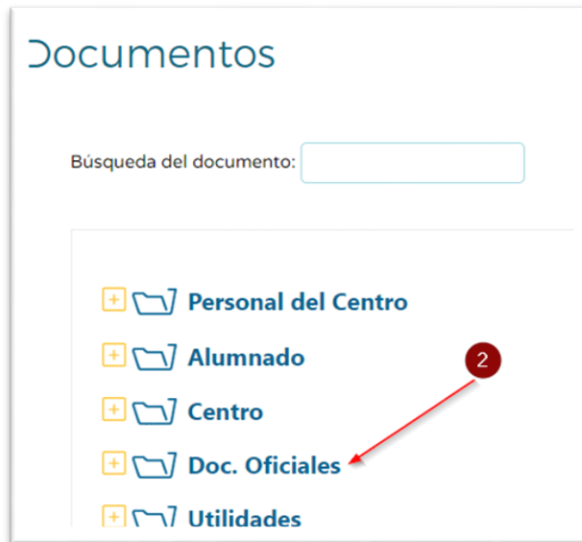 Documentos
Búsqueda del documento:
Personal del Centro
Alumnado
2
Centro
Doc. Oficiales
Utilidades